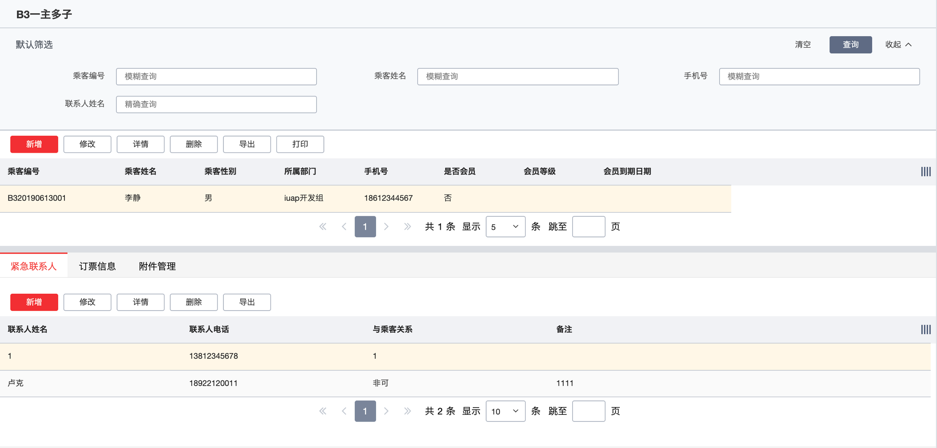 B3一主多子
默认筛选 清空 查询 收起
乘客编号 模糊查询 乘客姓名 模糊查询 手机号 模糊查询
联系人姓名 精确查询
新增 修改 详情 删除 导出 打印
乘客编号 乘客姓名 乘客性别 所属部门 手机号 是否会员 会员等级 会员到期日期
B320190613001 李静 男 iuap开发组 18612344567 否
1 共 1 条 显示 5 条 跳至 页
紧急联系人 订票信息 附件管理
新增 修改 详情 删除 导出
联系人姓名 联系人电话 与乘客关系 备注
1 13812345678 1
卢克 18922120011 非可 1111
1 共 2 条 显示 10 条 跳至 页